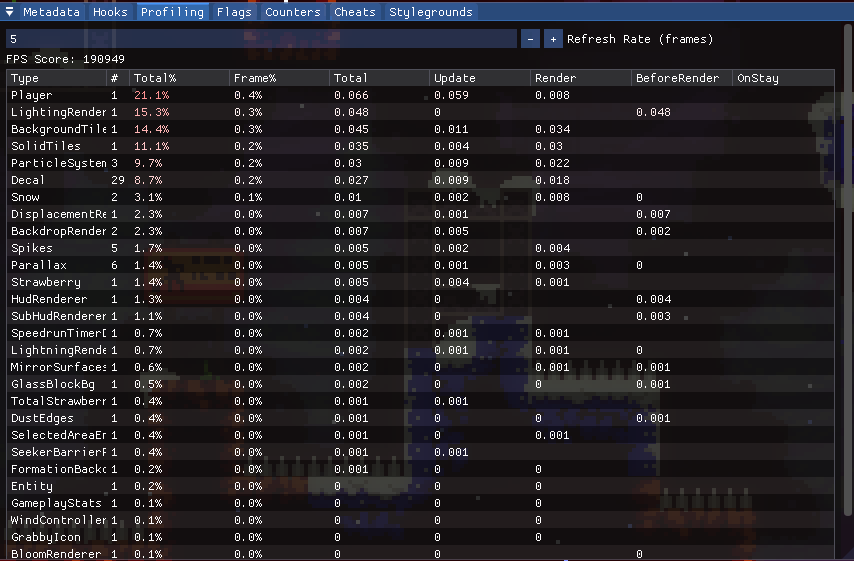 Metadata Hooks Profiling Flags Counters Cheats Stylegrounds
5 - + Refresh Rate (frames)
FPS Score: 190949
Type # Total% Frame% Total Update Render BeforeRender OnStay
Player 1 21.1% 0.4% 0.066 0.059 0.008
LightingRender 1 15.3% 0.3% 0.048 0 0.048
BackgroundTile 1 14.4% 0.3% 0.045 0.011 0.034
SolidTiles 1 11.1% 0.2% 0.035 0.004 0.03
ParticleSystem 3 9.7% 0.2% 0.03 0.009 0.022
Decal 29 8.7% 0.2% 0.027 0.009 0.018
Snow 2 3.1% 0.1% 0.01 0.002 0.008 0
DisplacementRe 1 2.3% 0.0% 0.007 0.001 0.007
BackdropRender 2 2.3% 0.0% 0.007 0.005 0.002
Spikes 5 1.7% 0.0% 0.005 0.002 0.004
Parallax 6 1.4% 0.0% 0.005 0.001 0.003 0
Strawberry 1 1.4% 0.0% 0.005 0.004 0.001
HudRenderer 1 1.3% 0.0% 0.004 0 0.004
SubHudRenderer 1 1.1% 0.0% 0.004 0 0.003
SpeedrunTimerD 1 0.7% 0.0% 0.002 0.001 0.001
LightningRende 1 0.7% 0.0% 0.002 0.001 0.001 0
MirrorSurfaces 1 0.6% 0.0% 0.002 0 0.001 0.001
GlassBlockBg 1 0.5% 0.0% 0.002 0 0 0.001
TotalStrawberr 1 0.4% 0.0% 0.001 0.001
DustEdges 1 0.4% 0.0% 0.001 0 0 0.001
SelectedAreaEn 1 0.4% 0.0% 0.001 0 0.001
SeekerBarrierR 1 0.4% 0.0% 0.001 0.001
FormationBackd 1 0.2% 0.0% 0.001 0 0
Entity 1 0.2% 0.0% 0 0 0
GameplayStats 1 0.1% 0.0% 0 0 0
WindController 1 0.1% 0.0% 0 0 0
GrabbyIcon 1 0.1% 0.0% 0 0 0
BloomRenderer 1 0.1% 0.0% 0 0 0